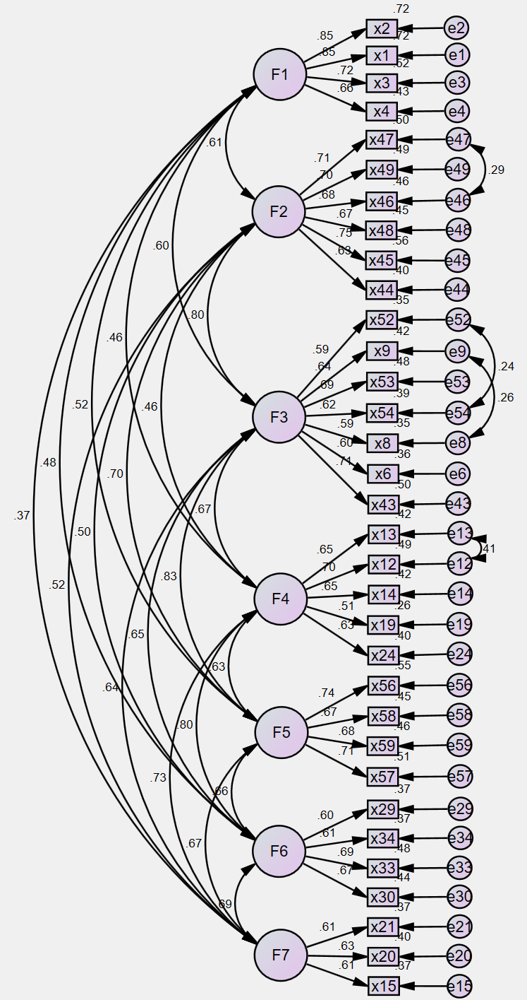 .72
.85 x2 e2
.72
.85 x1 e1
.52
F1 .72 x3 e3
.43
.66 x4 e4
.50
.61 x47 e47
.49
.71 .70 x49 e49 .29
.46
F2 .68 x46 e46
.45
.67 x48 e48
.56
.60 .75 x45 e45
.40
.63 x44 e44
.35
.80 x52 e52
.42
.46 .59 x9 e9
.48
.64 .24
.69 x53 e53
.39
.52 .46 .62 x54 e54 .26
.35
F3 .59 x8 e8
.36
.48 .70 .60 x6 e6
.50
.71 x43 e43
.42
.37 .67
.50 x13 e13
.49
.65 41
.52 .83 70 x12 e12
.42
F4 .65 x14 e14
.26
.51 x19 e19
.40
.65 .63 x24 e24
.55
.63
.64 .74 x56 e56
.45
.80 .67 x58 e58
.46
F5 .68 x59 e59
.51
.71 x57 e57
.37
.73 .66
.60 x29 e29
.37
.67 .61 x34 e34
.48
F6 .69 x33 e33
.44
.67 x30 e30
.37
69
.61 x21 e21
.40
F7 .63 x20 e20
.37
.61 x15 e15